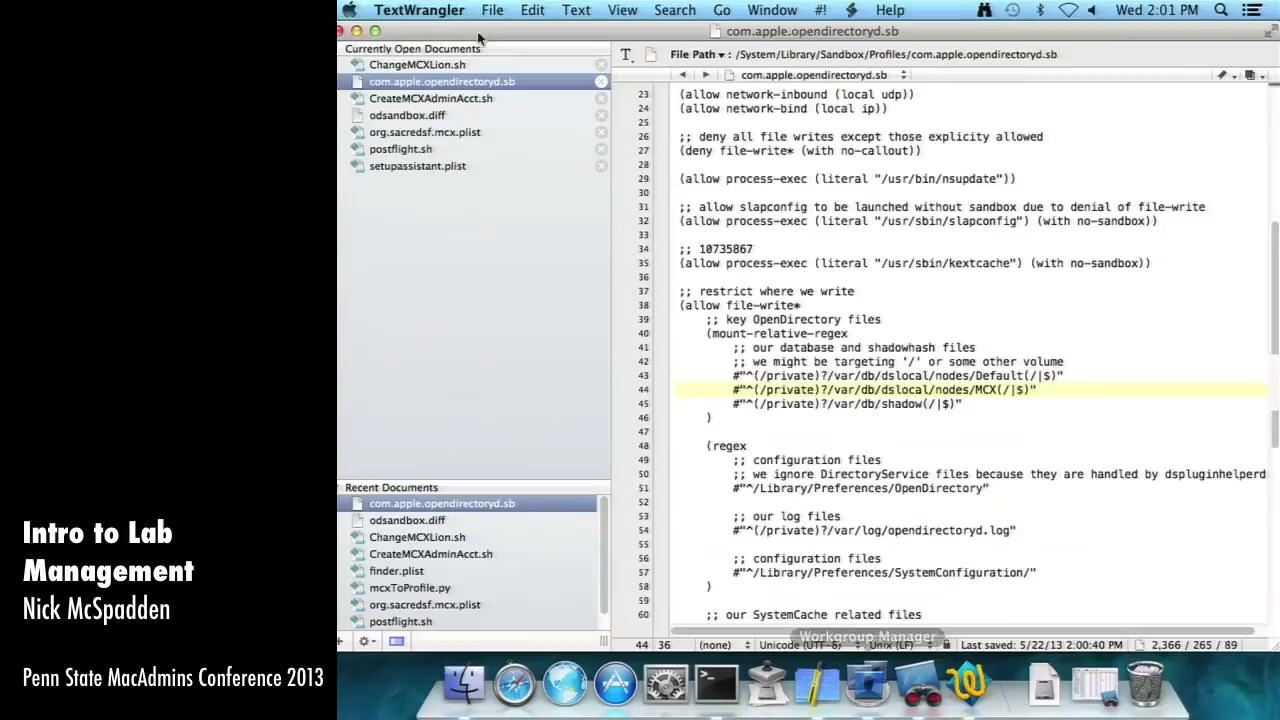 TextWrangler File Edit Text View Search Go Window #! Help Wed 2:01 PM
com.apple.opendirectoryd.sb
Currently Open Documents
ChangeMCXLion.sh
com.apple.opendirectoryd.sb
CreateMCXAdminAcct.sh
odsandbox.diff
org.sacredsf.mcx.plist
postflight.sh
setupassistant.plist
Recent Documents
com.apple.opendirectoryd.sb
odsandbox.diff
ChangeMCXLion.sh
CreateMCXAdminAcct.sh
finder.plist
mcxToProfile.py
org.sacredsf.mcx.plist
postflight.sh
File Path ▾ : /System/Library/Sandbox/Profiles/com.apple.opendirectoryd.sb
com.apple.opendirectoryd.sb
23 (allow network-inbound (local udp))
24 (allow network-bind (local ip))
25
26 ;; deny all file writes except those explicity allowed
27 (deny file-write* (with no-callout))
28
29 (allow process-exec (literal "/usr/bin/nsupdate"))
30
31 ;; allow slapconfig to be launched without sandbox due to denial of file-write
32 (allow process-exec (literal "/usr/sbin/slapconfig") (with no-sandbox))
33
34 ;; 10735867
35 (allow process-exec (literal "/usr/sbin/kextcache") (with no-sandbox))
36
37 ;; restrict where we write
38 (allow file-write*
39 ;; key OpenDirectory files
40 (mount-relative-regex
41 ;; our database and shadowhash files
42 ;; we might be targeting '/' or some other volume
43 #"^(/private)?/var/db/dslocal/nodes/Default(/|$)"
44 #"^(/private)?/var/db/dslocal/nodes/MCX(/|$)"
45 #"^(/private)?/var/db/shadow(/|$)"
46 )
47
48 (regex
49 ;; configuration files
50 ;; we ignore DirectoryService files because they are handled by dspluginhelperd
51 #"^/Library/Preferences/OpenDirectory"
52
53 ;; our log files
54 #"^(/private)?/var/log/opendirectoryd.log"
55
56 ;; configuration files
57 #"^/Library/Preferences/SystemConfiguration/"
58 )
59
60 ;; our SystemCache related files
Workgroup Manager
44 36 (none) Unicode (UTF-8) Unix (LF) Last saved: 5/22/13 2:00:40 PM 2,366 / 265 / 89
Intro to Lab
Management
Nick McSpadden
Penn State MacAdmins Conference 2013